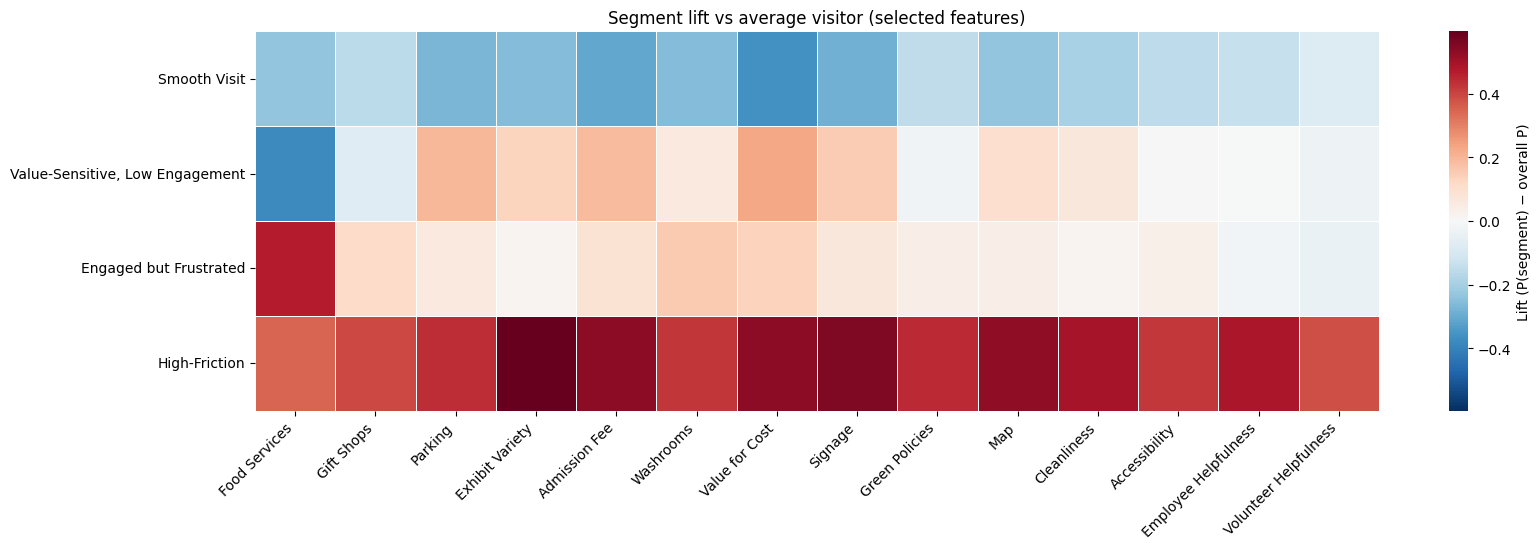 Segment lift vs average visitor (selected features)
Smooth Visit
Value-Sensitive, Low Engagement
Engaged but Frustrated
High-Friction
Food Services
Gift Shops
Parking
Exhibit Variety
Admission Fee
Washrooms
Value for Cost
Signage
Green Policies
Map
Cleanliness
Accessibility
Employee Helpfulness
Volunteer Helpfulness
0.4
0.2
0.0
−0.2
−0.4
Lift (P(segment) − overall P)